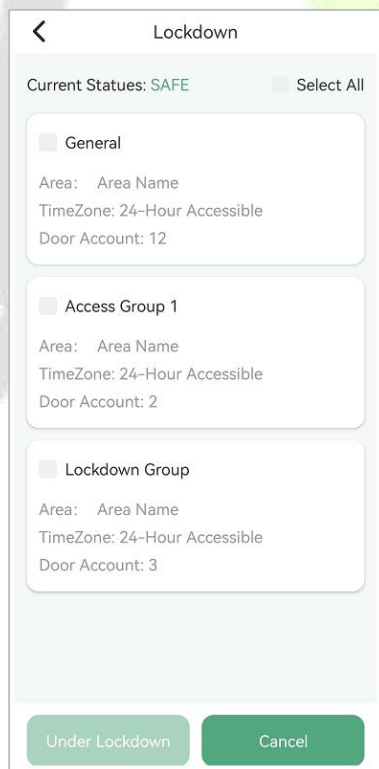 Lockdown
Current Statues: SAFE
Select All
General
Area: Area Name
TimeZone: 24-Hour Accessible
Door Account: 12
Access Group 1
Area: Area Name
TimeZone: 24-Hour Accessible
Door Account: 2
Lockdown Group
Area: Area Name
TimeZone: 24-Hour Accessible
Door Account: 3
Under Lockdown
Cancel